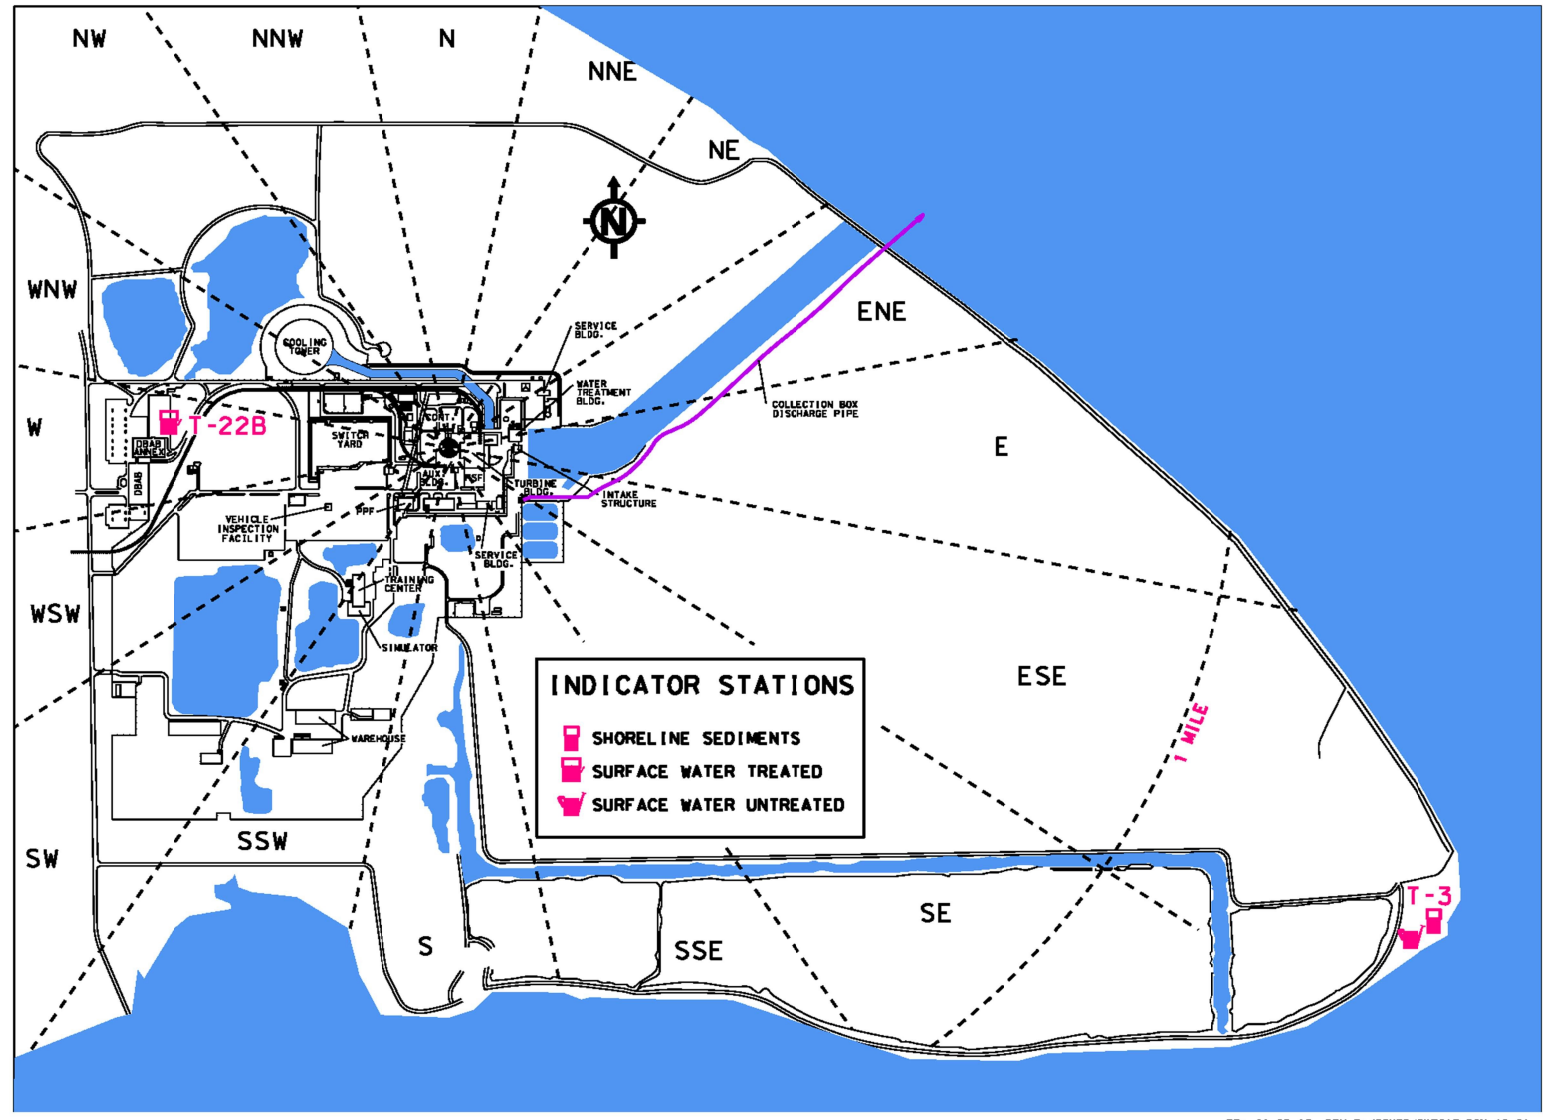 NW
NNW
N
NNE
NE
N
WNW
ENE
SERVICE
BLDG.
COOLING
TOWER
WATER
TREATMENT
BLDG.
COLLECTION BOX
DISCHARGE PIPE
W
T-22B
E
SWITCH
YARD
DBAB
ANNEX
DBAB
AUX.
BLDG.
TURBINE
BLDG.
INTAKE
STRUCTURE
PPF
VEHICLE
INSPECTION
FACILITY
SERVICE
BLDG.
TRAINING
CENTER
WSW
SIMULATOR
ESE
INDICATOR STATIONS
SHORELINE SEDIMENTS
SURFACE WATER TREATED
SURFACE WATER UNTREATED
1 MILE
WAREHOUSE
SSW
SW
T-3
SE
S
SSE